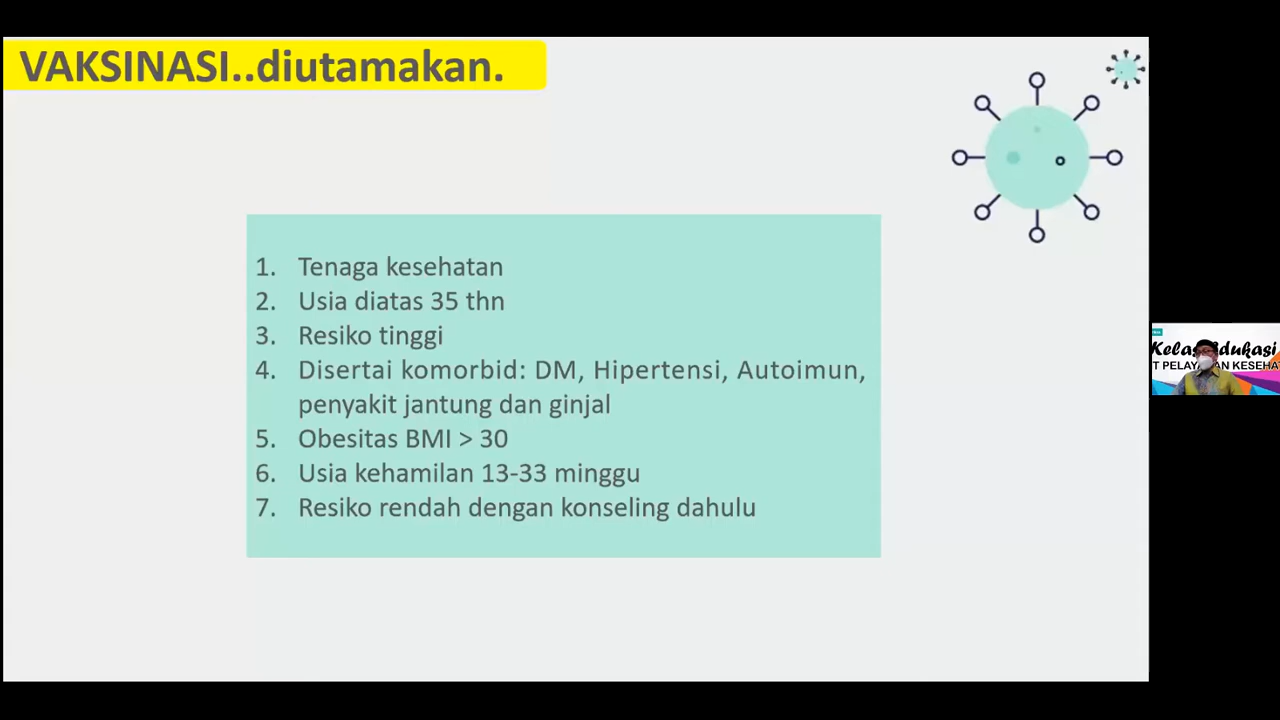 VAKSINASI..diutamakan.
1. Tenaga kesehatan
2. Usia diatas 35 thn
3. Resiko tinggi
4. Disertai komorbid: DM, Hipertensi, Autoimun,
penyakit jantung dan ginjal
5. Obesitas BMI > 30
6. Usia kehamilan 13-33 minggu
7. Resiko rendah dengan konseling dahulu
Kelas Edukasi